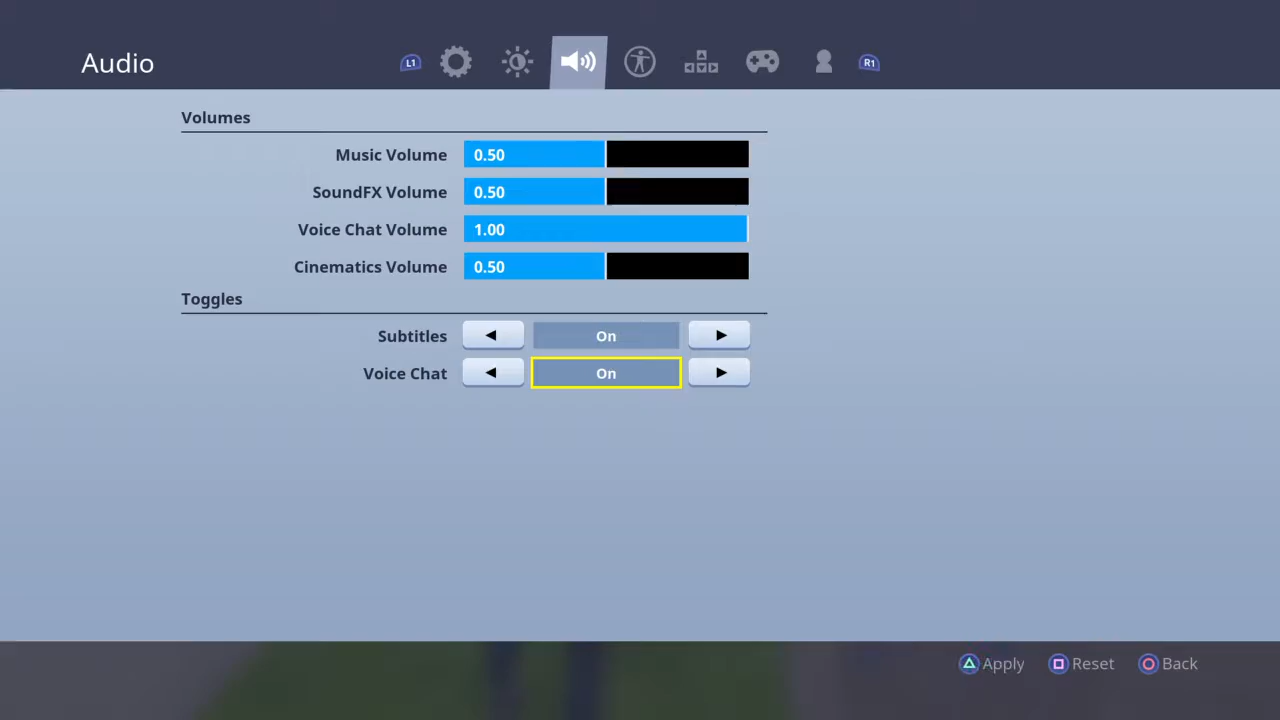 Audio
L1
R1
Volumes
Music Volume 0.50
SoundFX Volume 0.50
Voice Chat Volume 1.00
Cinematics Volume 0.50
Toggles
Subtitles On
Voice Chat On
Apply Reset Back